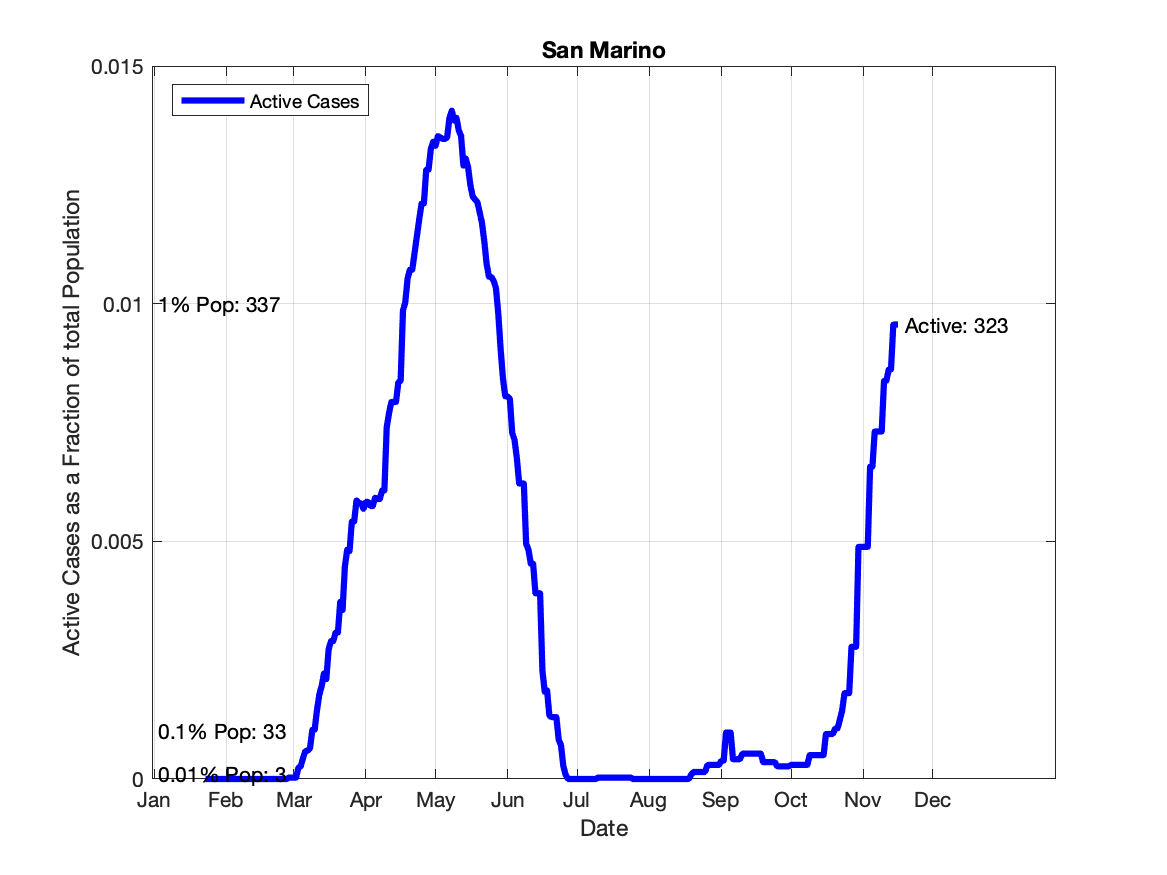 San Marino
0.015
Active Cases
0.01
1% Pop: 337
Active: 323
0.005
0.1% Pop: 33
0.01% Pop: 3
0
Jan Feb Mar Apr May Jun Jul Aug Sep Oct Nov Dec
Date
Active Cases as a Fraction of total Population